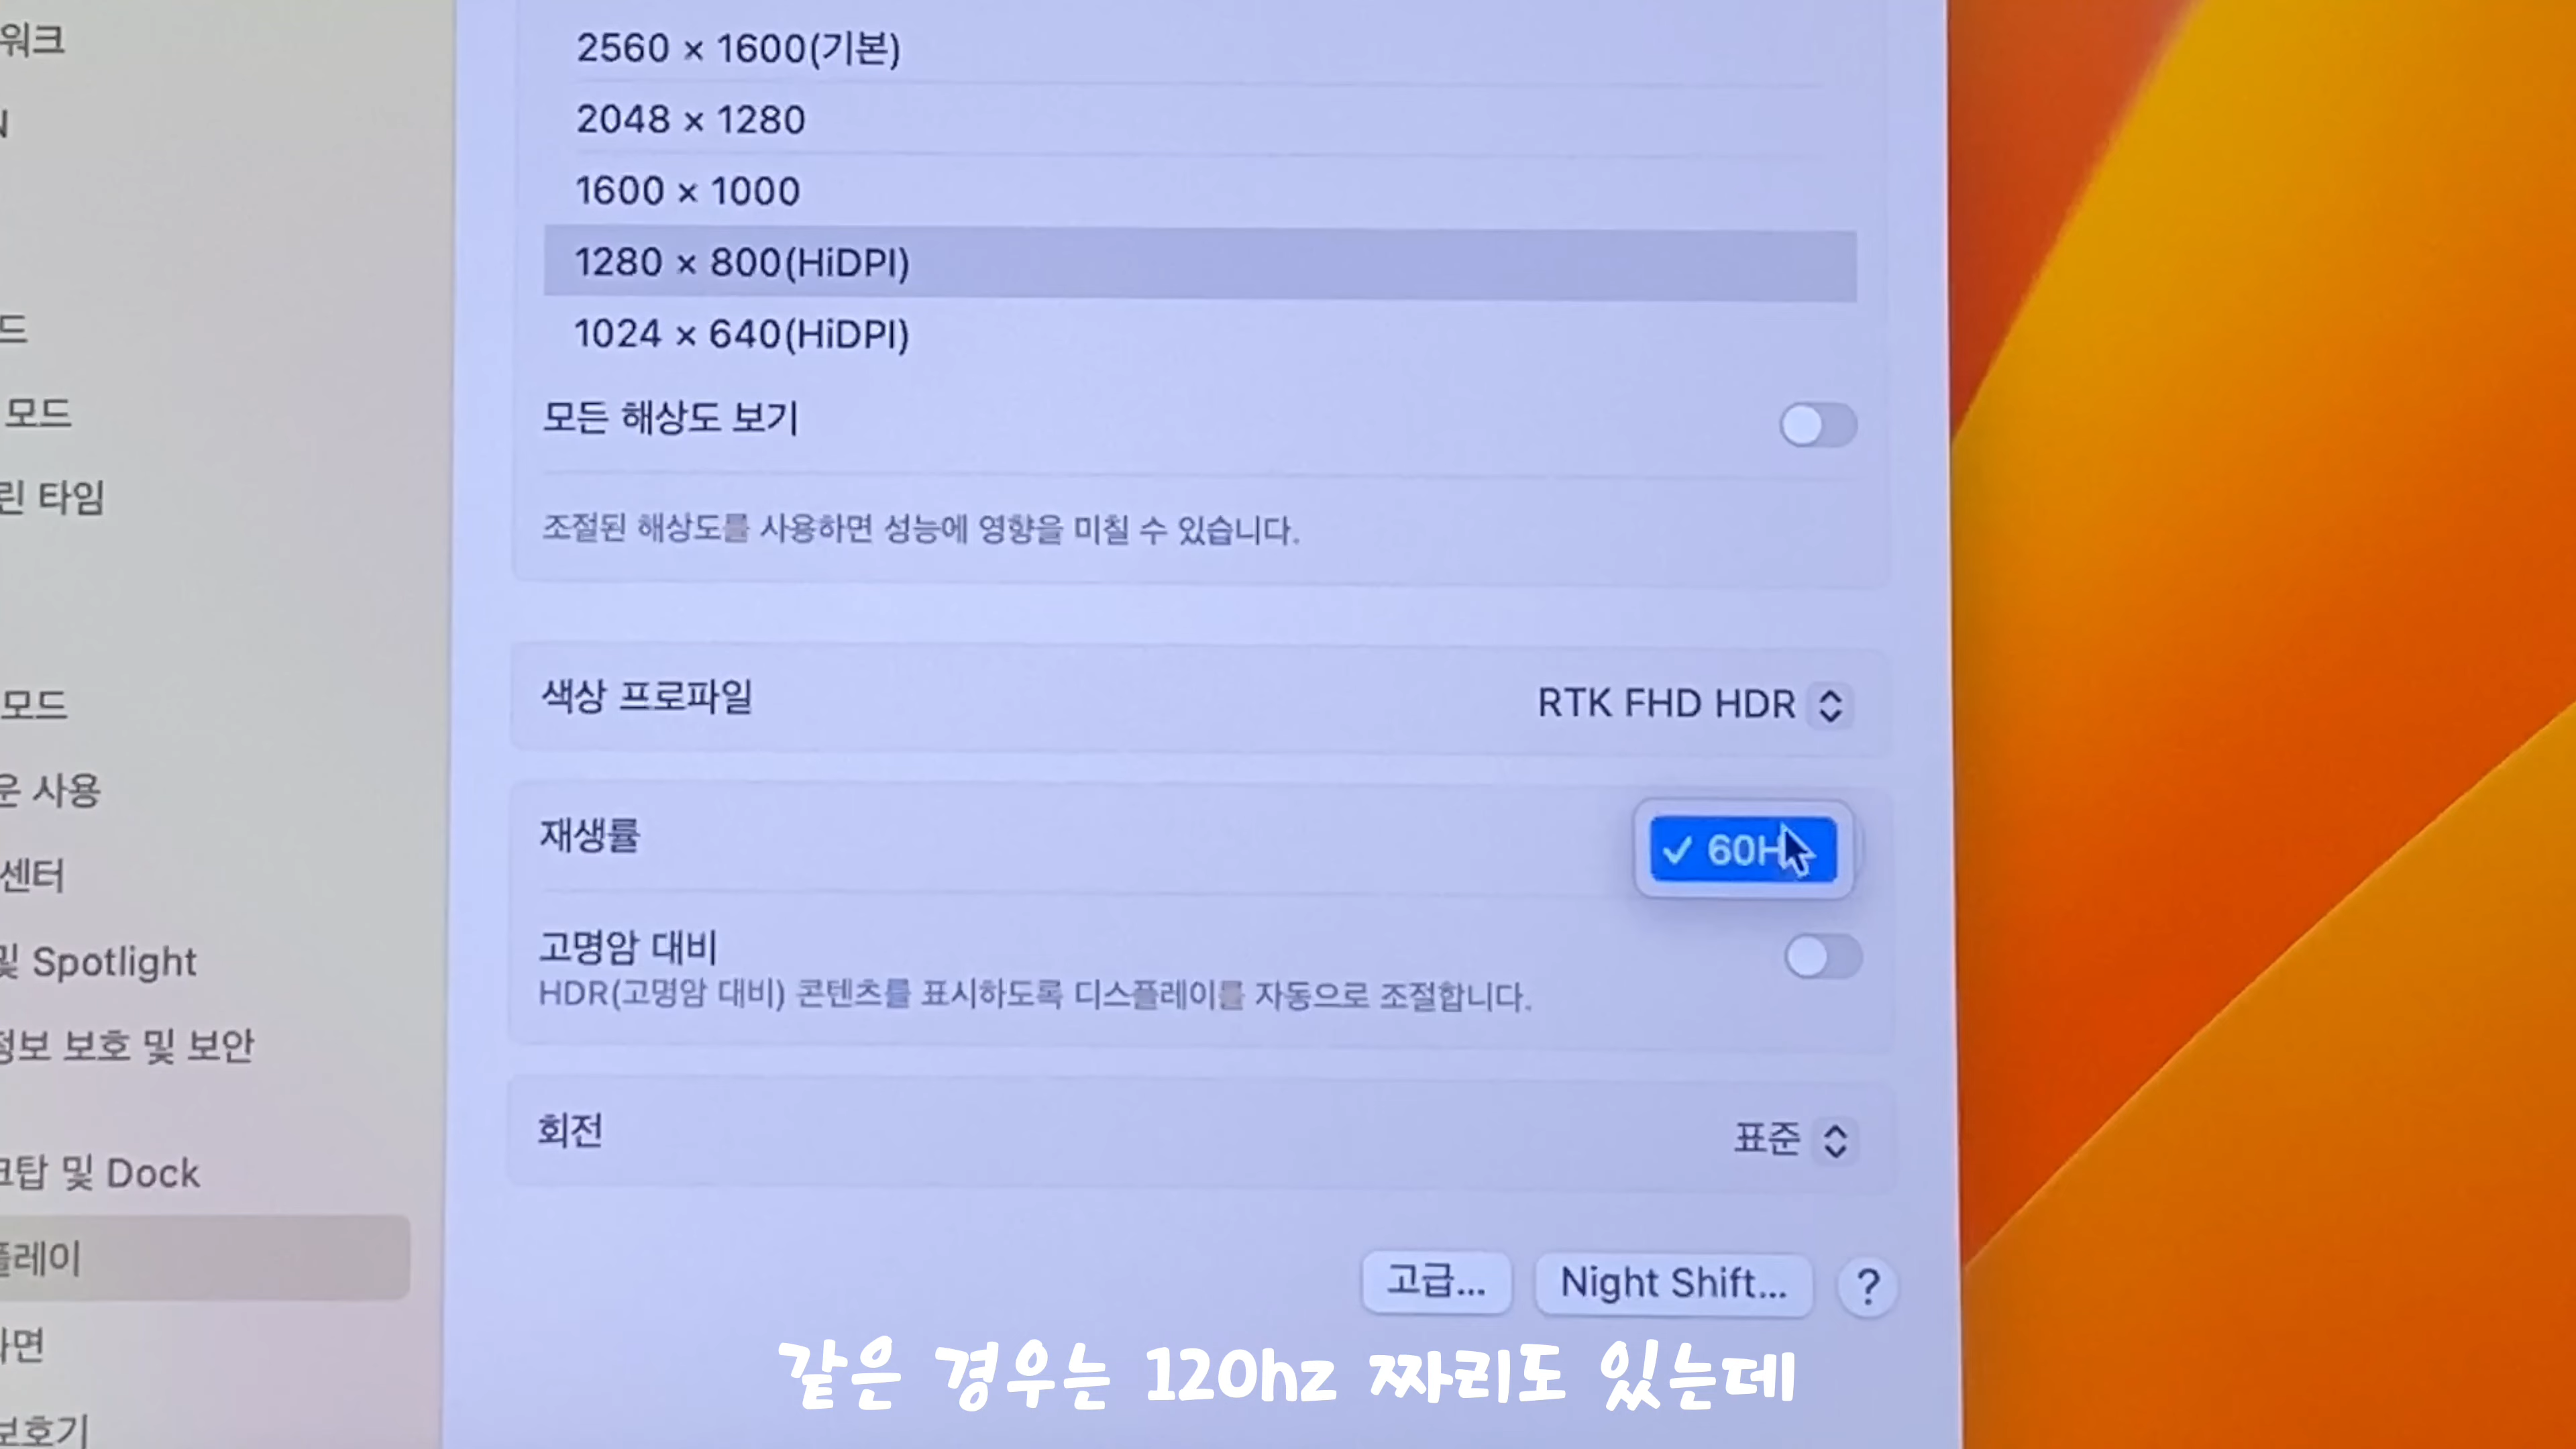 워크
2560 × 1600(기본)
2048 × 1280
1600 × 1000
1280 × 800(HiDPI)
1024 × 640(HiDPI)
드
모드
린 타임
모든 해상도 보기
조절된 해상도를 사용하면 성능에 영향을 미칠 수 있습니다.
모드
색상 프로파일 RTK FHD HDR
운 사용
재생률 ✓ 60H
센터
고명암 대비
및 Spotlight
HDR(고명암 대비) 콘텐츠를 표시하도록 디스플레이를 자동으로 조절합니다.
정보 보호 및 보안
회전 표준
크탑 및 Dock
플레이
고급... Night Shift... ?
화면
보호기
같은 경우는 120hz 짜리도 있는데